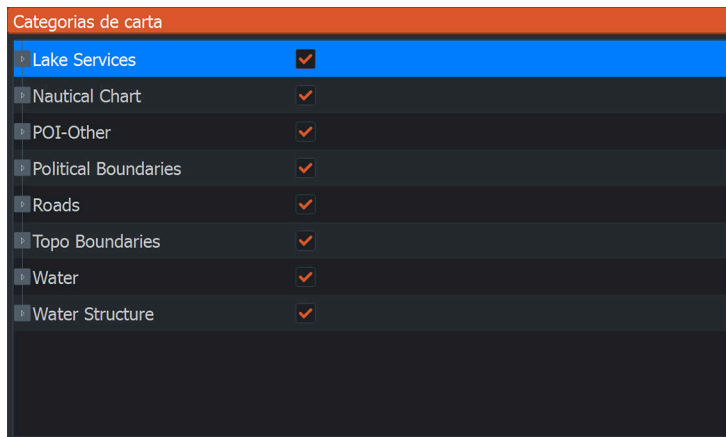 Categorias de carta
Lake Services
Nautical Chart
POI-Other
Political Boundaries
Roads
Topo Boundaries
Water
Water Structure